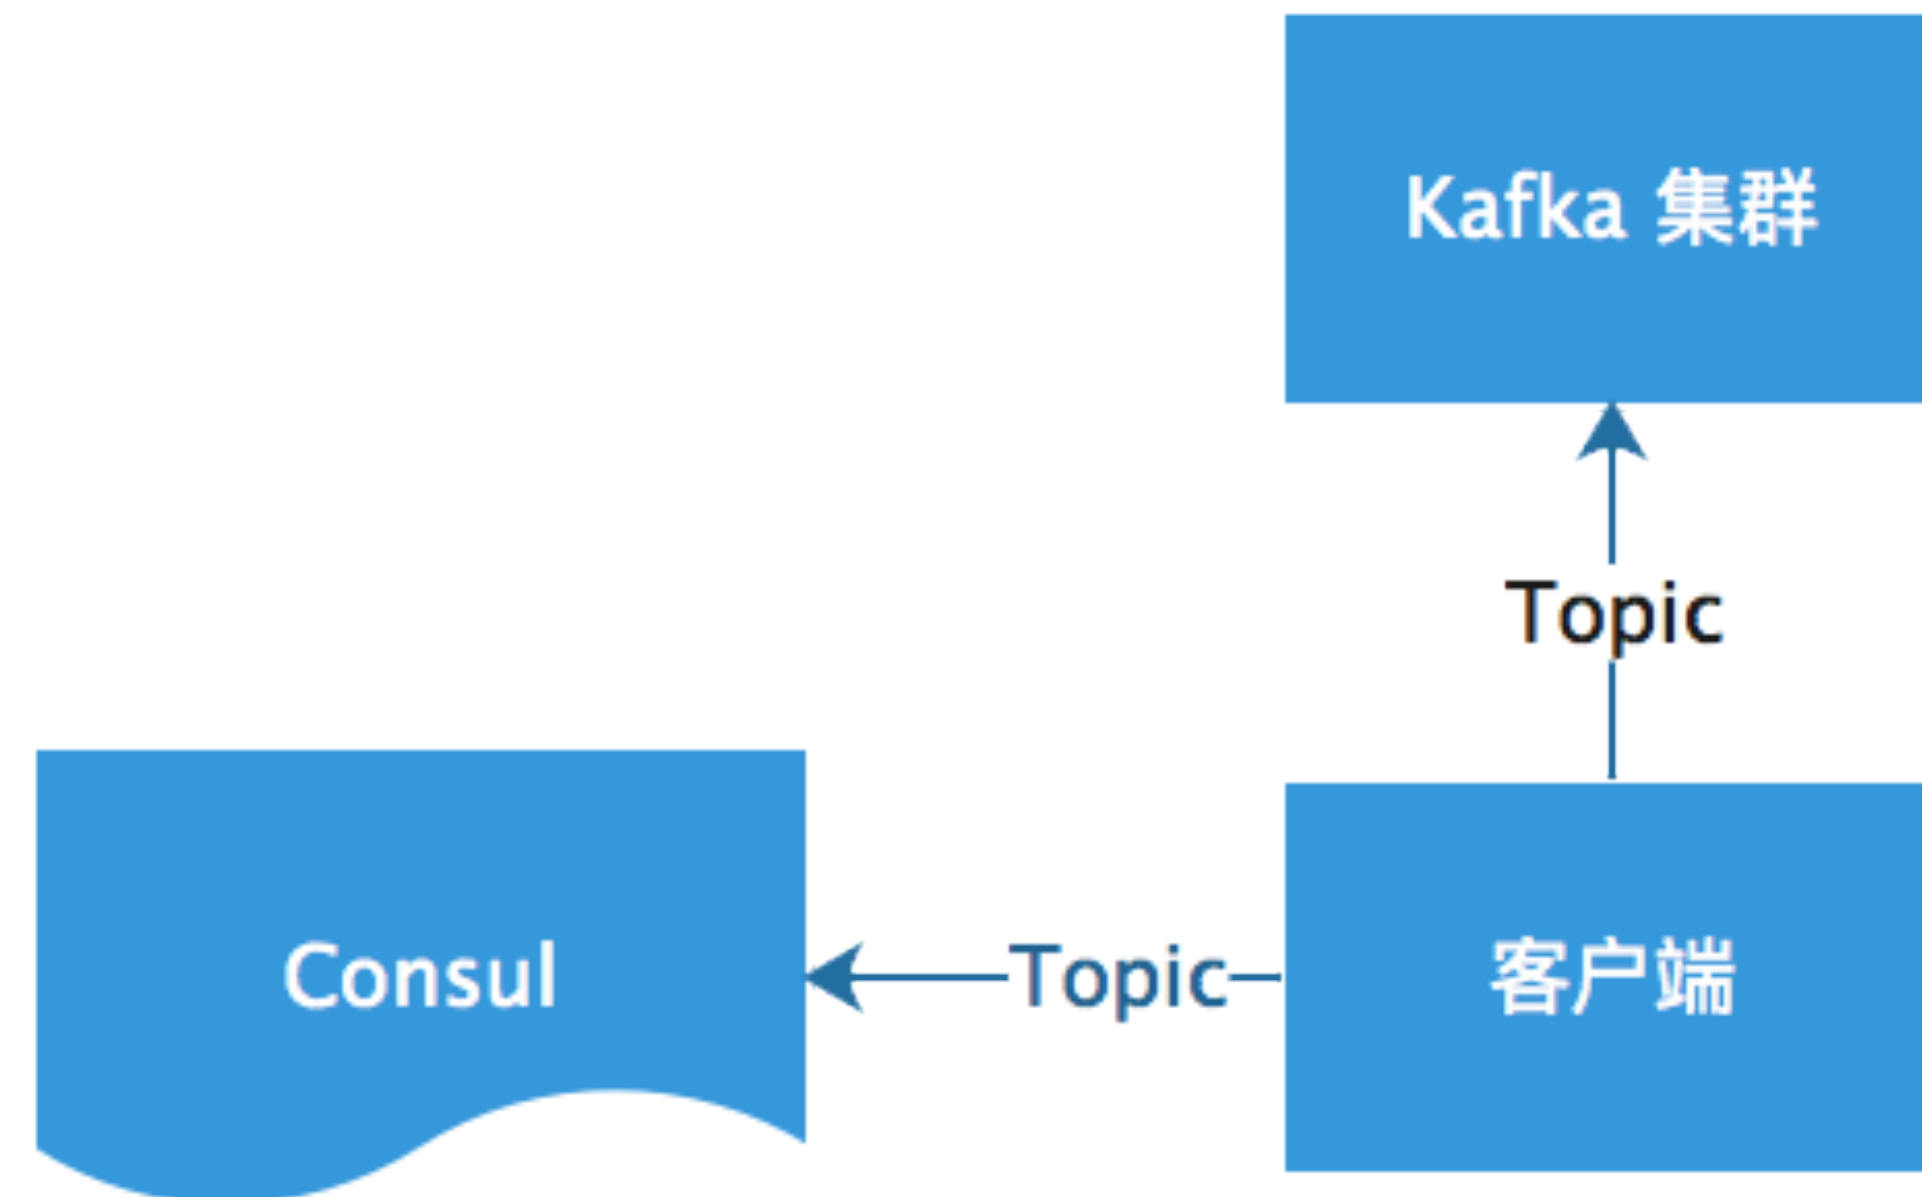 Kafka 集群
Topic
Consul
Topic
客户端